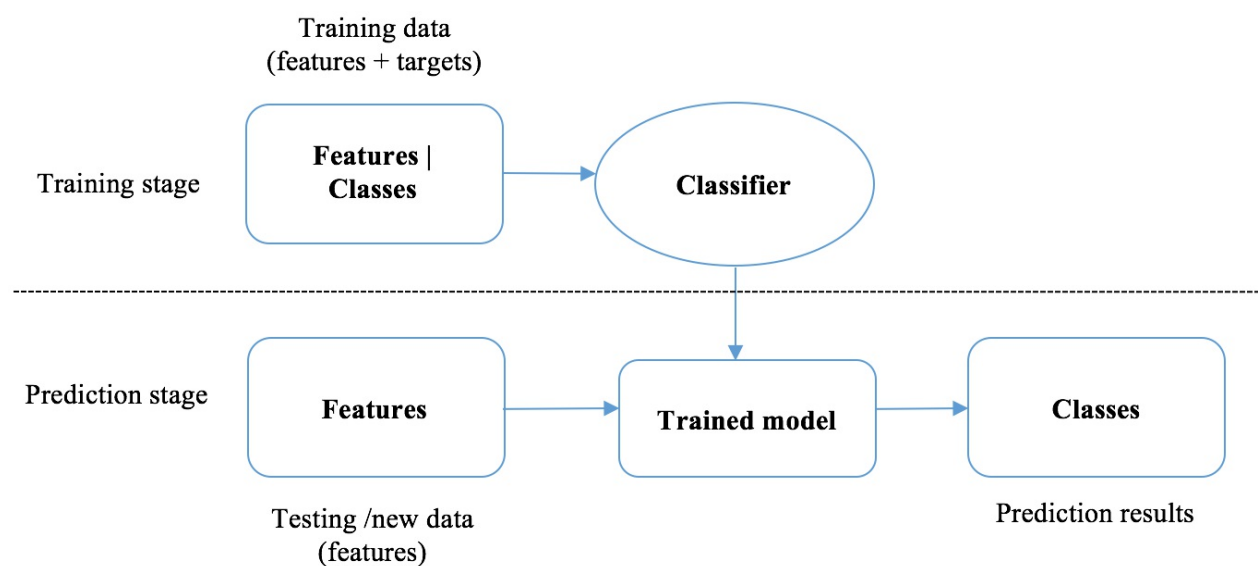 Training data
(features + targets)
Training stage
Features |
Classes
Classifier
Prediction stage
Features
Trained model
Classes
Testing /new data
(features)
Prediction results